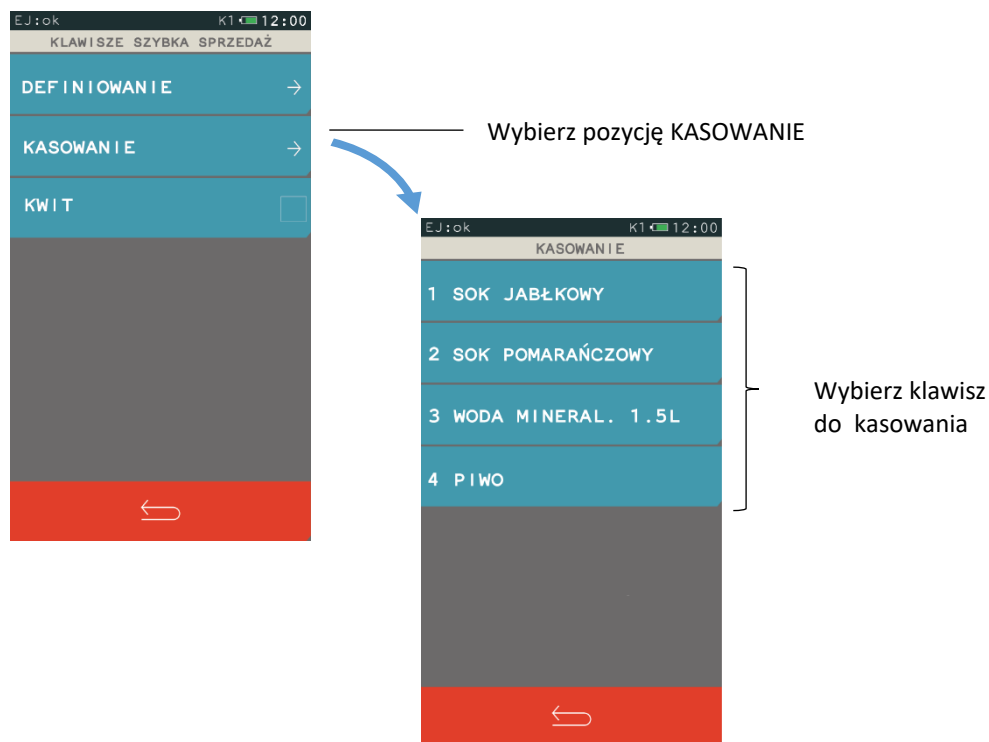 EJ:ok K1 12:00
KLAWISZE SZYBKA SPRZEDAŻ
DEFINIOWANIE
KASOWANIE
KWIT
Wybierz pozycję KASOWANIE
EJ:ok K1 12:00
KASOWANIE
1 SOK JABŁKOWY
2 SOK POMARAŃCZOWY
3 WODA MINERAL. 1.5L
4 PIWO
Wybierz klawisz
do kasowania